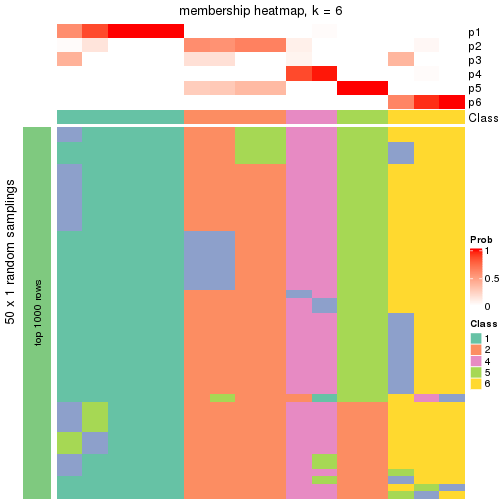 membership heatmap, k = 6
p1
p2
p3
p4
p5
p6
Class
50 x 1 random samplings
top 1000 rows
Prob
1
0.5
0
Class
1
2
4
5
6